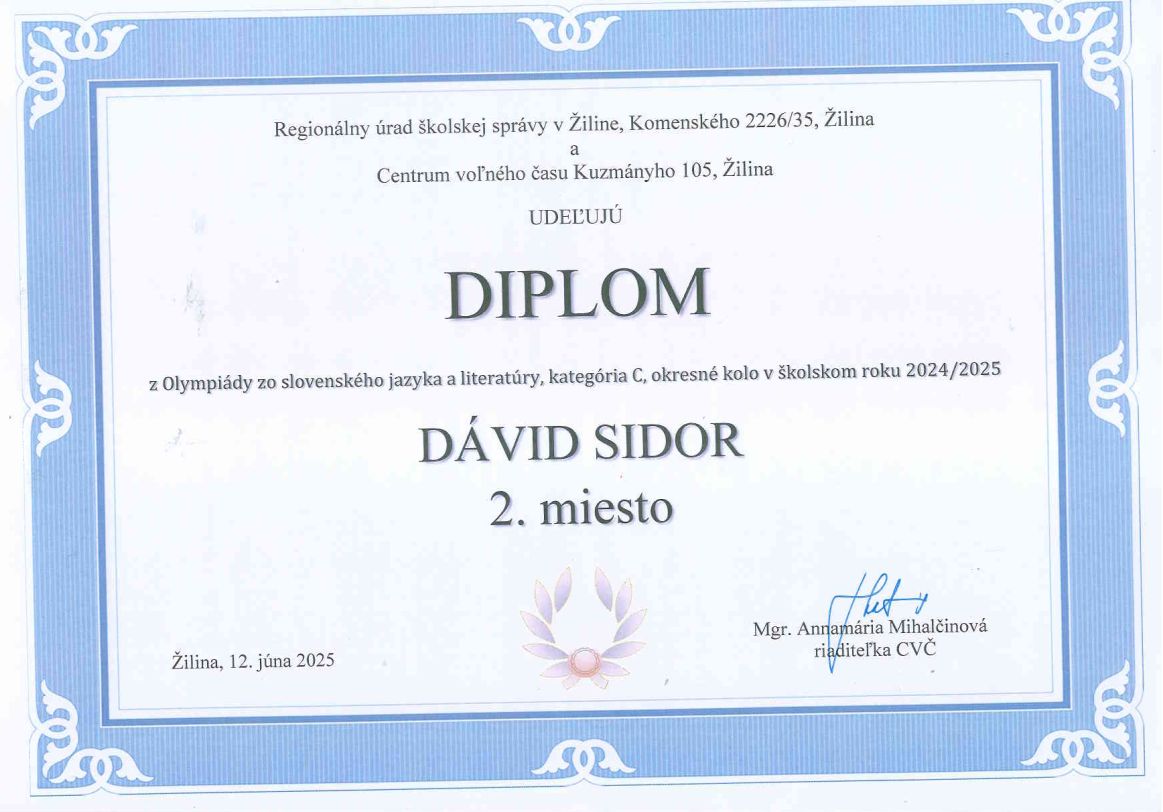 Regionálny úrad školskej správy v Žiline, Komenského 2226/35, Žilina
a
Centrum voľného času Kuzmányho 105, Žilina
UDEĽUJÚ
DIPLOM
z Olympiády zo slovenského jazyka a literatúry, kategória C, okresné kolo v školskom roku 2024/2025
DÁVID SIDOR
2. miesto
Mgr. Annamária Mihalčinová
riaditeľka CVČ
Žilina, 12. júna 2025